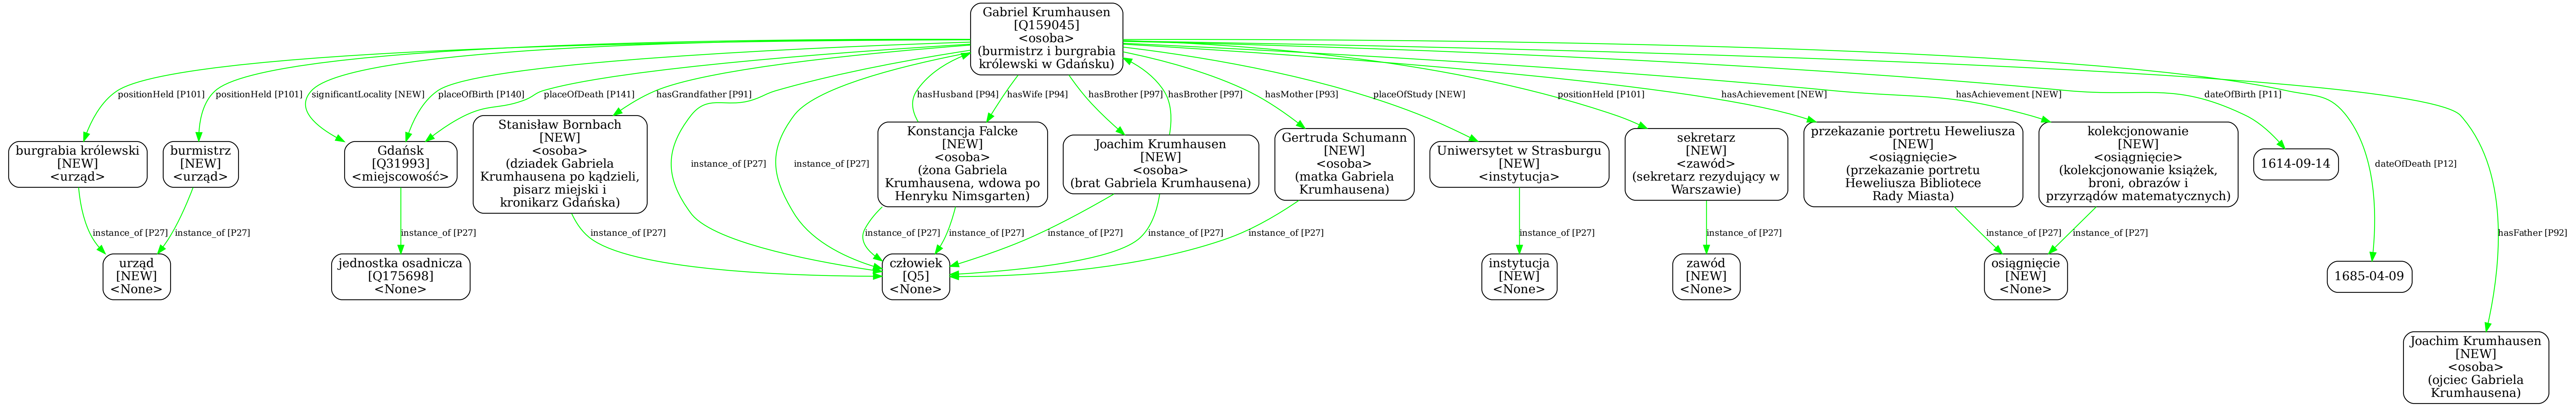 Gabriel Krumhausen
[Q159045]
<osoba>
(burmistrz i burgrabia
królewski w Gdańsku)
positionHeld [P101]
positionHeld [P101]
significantLocality [NEW]
placeOfBirth [P140]
placeOfDeath [P141]
hasGrandfather [P91]
hasHusband [P94]
hasWife [P94]
hasBrother [P97]
hasBrother [P97]
hasMother [P93]
placeOfStudy [NEW]
positionHeld [P101]
hasAchievement [NEW]
hasAchievement [NEW]
dateOfBirth [P11]
burgrabia królewski
[NEW]
<urząd>
burmistrz
[NEW]
<urząd>
Gdańsk
[Q31993]
<miejscowość>
Stanisław Bornbach
[NEW]
<osoba>
(dziadek Gabriela
Krumhausena po kądzieli,
pisarz miejski i
kronikarz Gdańska)
instance_of [P27]
instance_of [P27]
Konstancja Falcke
[NEW]
<osoba>
(żona Gabriela
Krumhausena, wdowa po
Henryku Nimsgarten)
Joachim Krumhausen
[NEW]
<osoba>
(brat Gabriela Krumhausena)
Gertruda Schumann
[NEW]
<osoba>
(matka Gabriela
Krumhausena)
Uniwersytet w Strasburgu
[NEW]
<instytucja>
sekretarz
[NEW]
<zawód>
(sekretarz rezydujący w
Warszawie)
przekazanie portretu Heweliusza
[NEW]
<osiągnięcie>
(przekazanie portretu
Heweliusza Bibliotece
Rady Miasta)
kolekcjonowanie
[NEW]
<osiągnięcie>
(kolekcjonowanie książek,
broni, obrazów i
przyrządów matematycznych)
1614-09-14
dateOfDeath [P12]
instance_of [P27]
instance_of [P27]
instance_of [P27]
instance_of [P27]
instance_of [P27]
instance_of [P27]
instance_of [P27]
instance_of [P27]
instance_of [P27]
instance_of [P27]
instance_of [P27]
instance_of [P27]
instance_of [P27]
hasFather [P92]
urząd
[NEW]
<None>
jednostka osadnicza
[Q175698]
<None>
człowiek
[Q5]
<None>
instytucja
[NEW]
<None>
zawód
[NEW]
<None>
osiągnięcie
[NEW]
<None>
1685-04-09
Joachim Krumhausen
[NEW]
<osoba>
(ojciec Gabriela
Krumhausena)